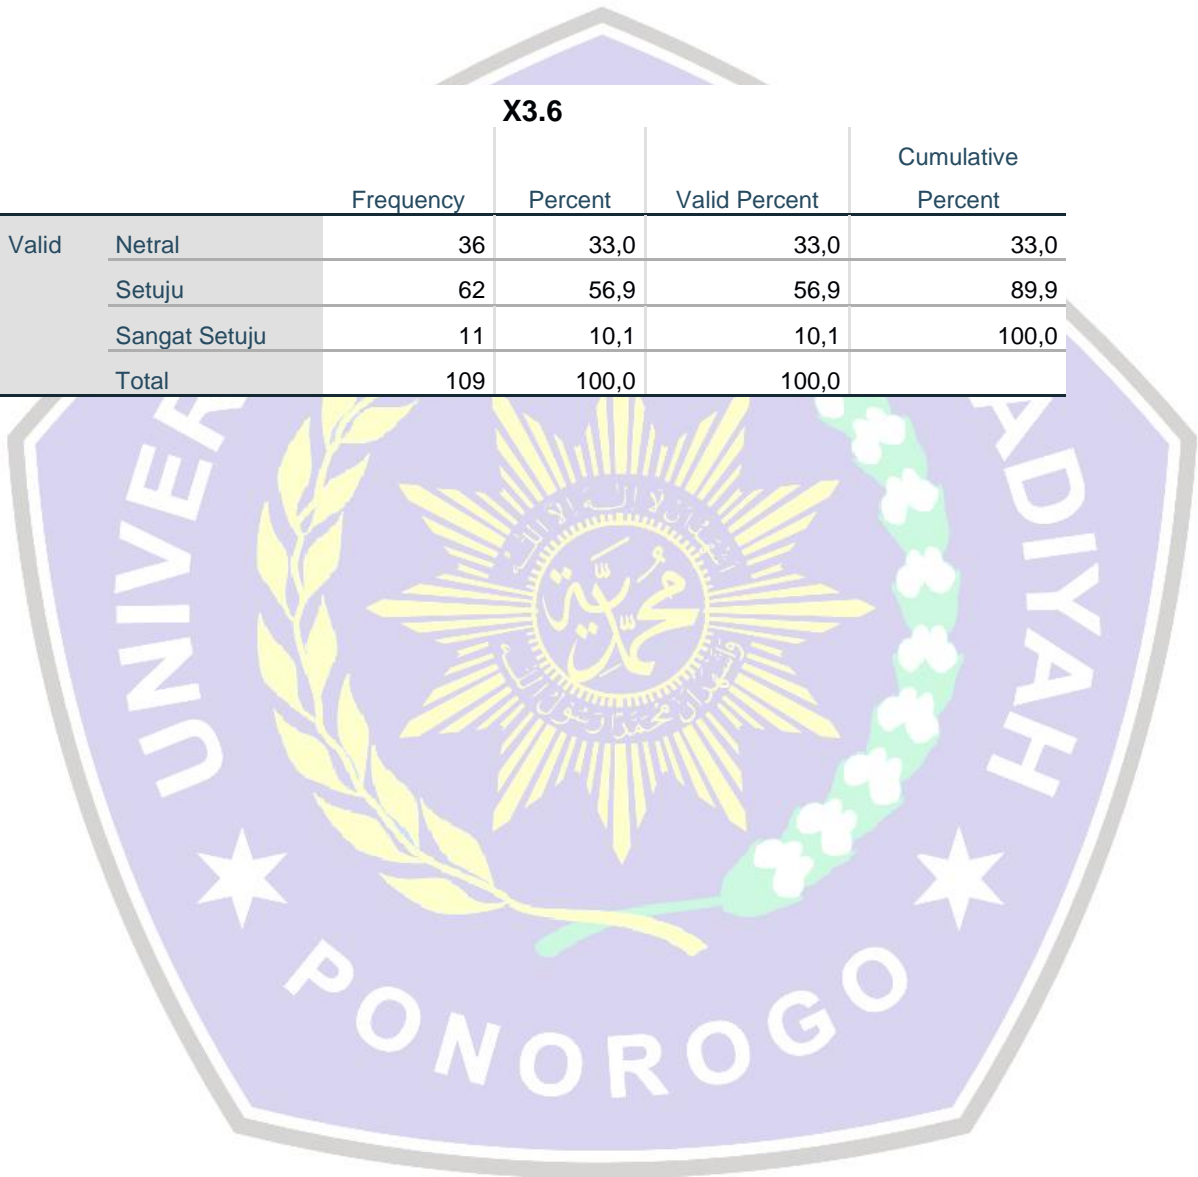 X3.6
Frequency Percent Valid Percent Cumulative Percent
Valid Netral 36 33,0 33,0 33,0
Setuju 62 56,9 56,9 89,9
Sangat Setuju 11 10,1 10,1 100,0
Total 109 100,0 100,0
UNIVER
ADIYAH
محمدية
PONOROGO